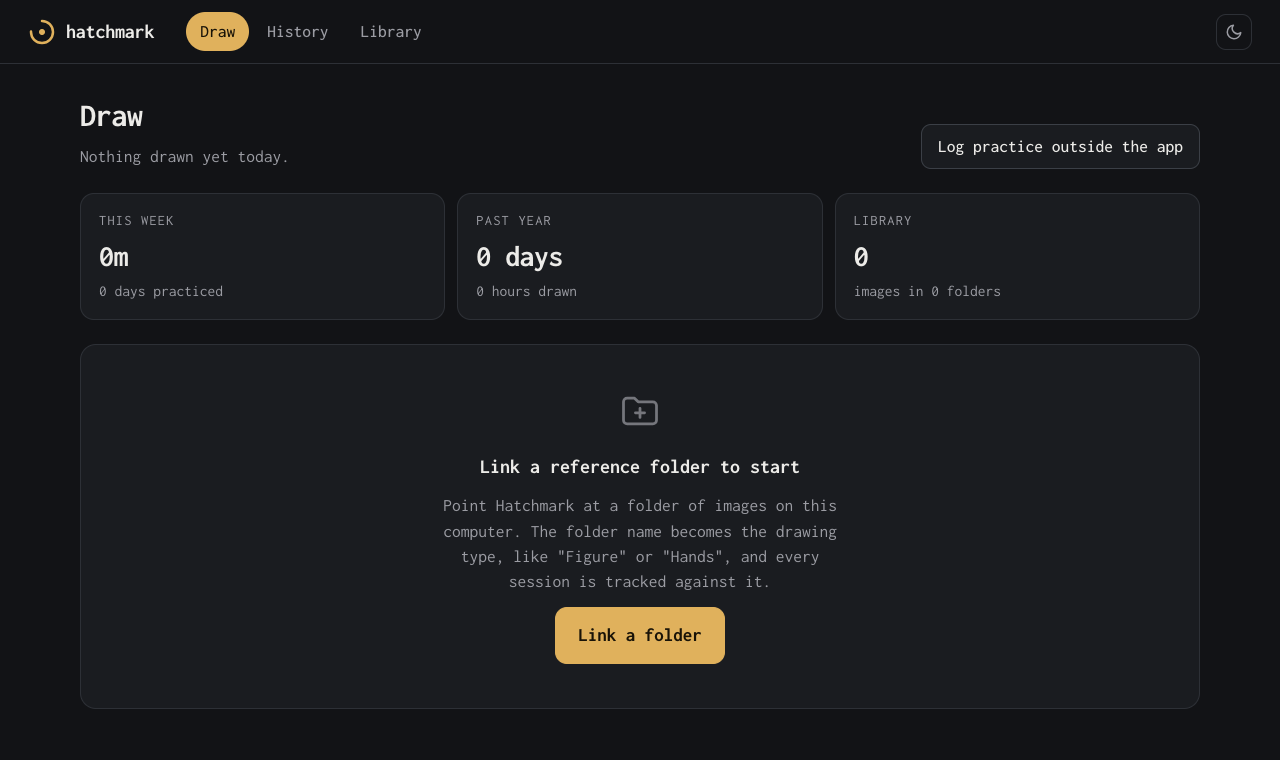 hatchmark
Draw
History
Library
Draw
Nothing drawn yet today.
Log practice outside the app
THIS WEEK
0m
0 days practiced
PAST YEAR
0 days
0 hours drawn
LIBRARY
0
images in 0 folders
Link a reference folder to start
Point Hatchmark at a folder of images on this
computer. The folder name becomes the drawing
type, like "Figure" or "Hands", and every
session is tracked against it.
Link a folder